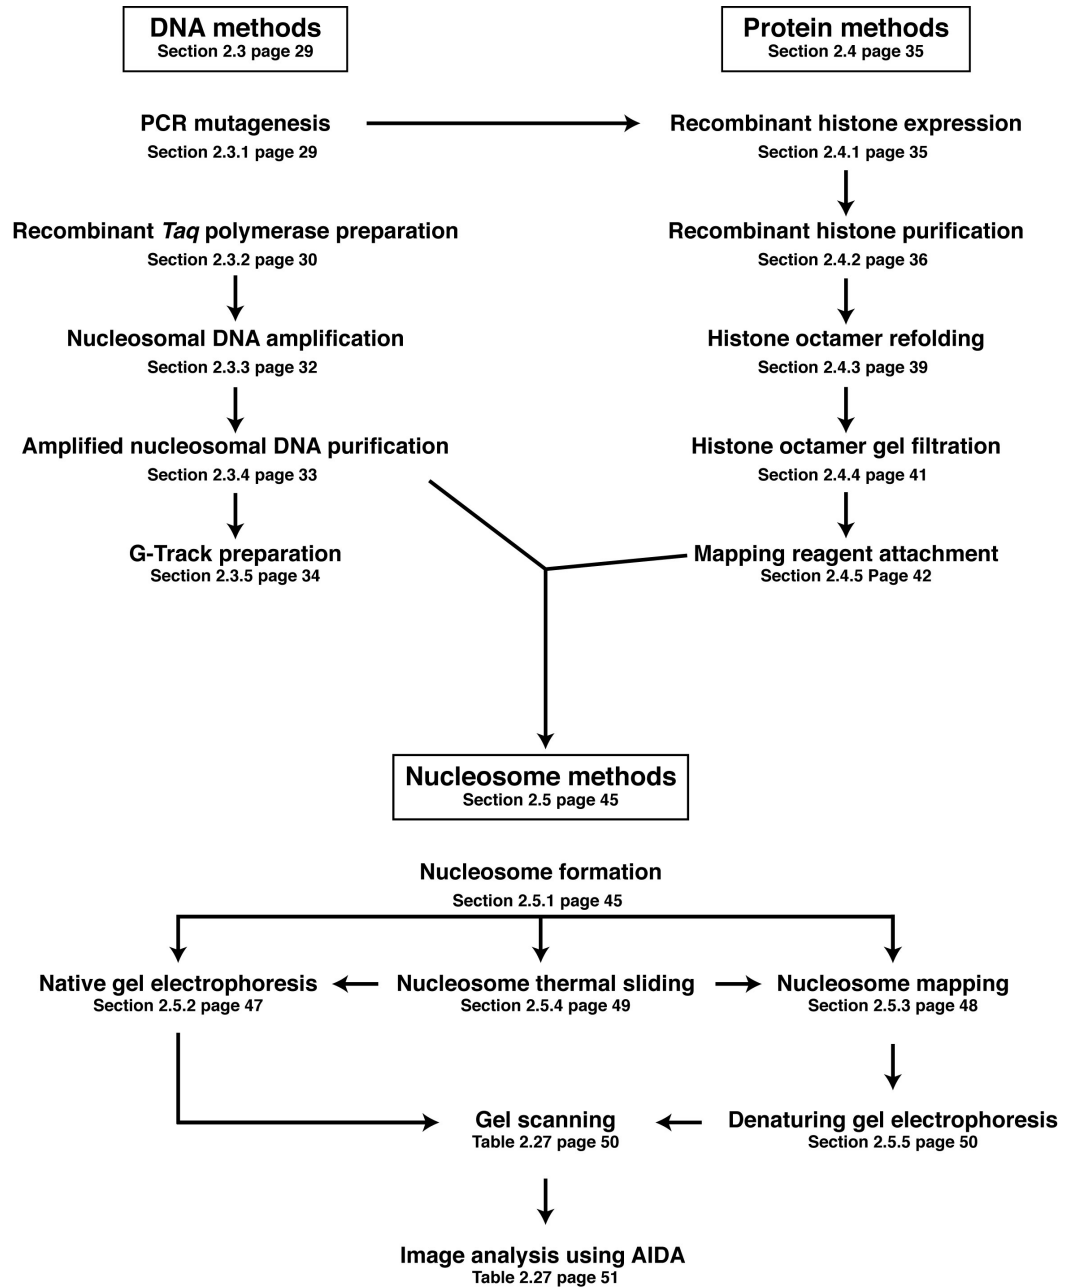 DNA methods
Section 2.3 page 29
Protein methods
Section 2.4 page 35
PCR mutagenesis
Section 2.3.1 page 29
Recombinant histone expression
Section 2.4.1 page 35
Recombinant Taq polymerase preparation
Section 2.3.2 page 30
Recombinant histone purification
Section 2.4.2 page 36
Nucleosomal DNA amplification
Section 2.3.3 page 32
Histone octamer refolding
Section 2.4.3 page 39
Amplified nucleosomal DNA purification
Section 2.3.4 page 33
Histone octamer gel filtration
Section 2.4.4 page 41
G-Track preparation
Section 2.3.5 page 34
Mapping reagent attachment
Section 2.4.5 Page 42
Nucleosome methods
Section 2.5 page 45
Nucleosome formation
Section 2.5.1 page 45
Native gel electrophoresis
Section 2.5.2 page 47
Nucleosome thermal sliding
Section 2.5.4 page 49
Nucleosome mapping
Section 2.5.3 page 48
Gel scanning
Table 2.27 page 50
Denaturing gel electrophoresis
Section 2.5.5 page 50
Image analysis using AIDA
Table 2.27 page 51